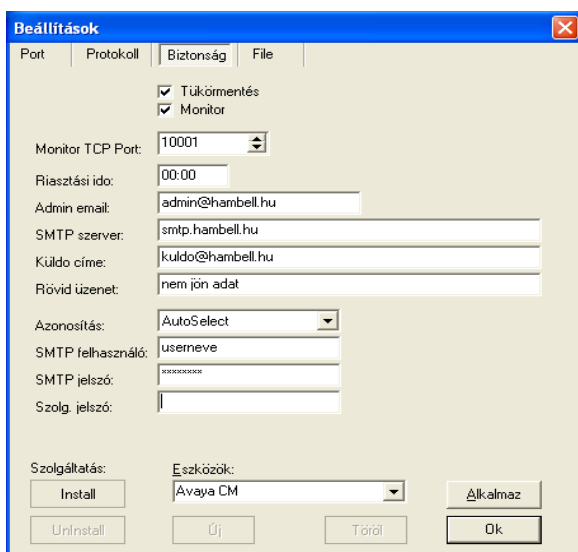 Beállítások
Port Protokoll Biztonság File
Tükörmentés
Monitor
Monitor TCP Port: 10001
Riasztási ido: 00:00
Admin email: admin@hambell.hu
SMTP szerver: smtp.hambell.hu
Küldo címe: kuldo@hambell.hu
Rövid üzenet: nem jön adat
Azonosítás: AutoSelect
SMTP felhasználó: userneve
SMTP jelszó: ********
Szolg. jelszó:
Szolgáltatás: Eszközök:
Install Avaya CM Alkalmaz
UnInstall Új Töröl Ok